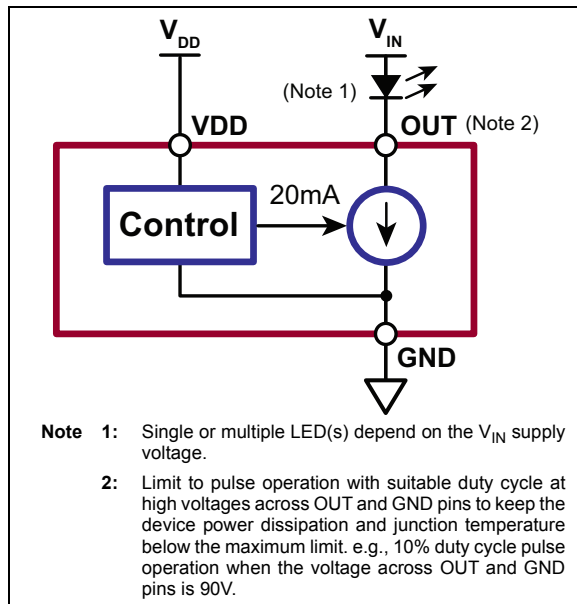 V_DD
V_IN
(Note 1)
VDD
OUT (Note 2)
20mA
Control
GND
Note 1: Single or multiple LED(s) depend on the V_IN supply
voltage.
2: Limit to pulse operation with suitable duty cycle at
high voltages across OUT and GND pins to keep the
device power dissipation and junction temperature
below the maximum limit. e.g., 10% duty cycle pulse
operation when the voltage across OUT and GND
pins is 90V.